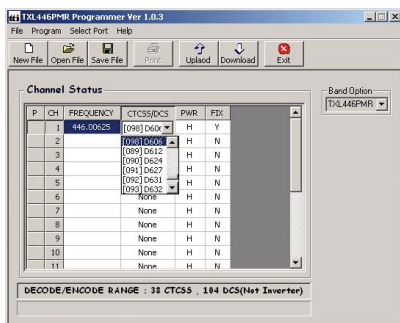 TXL446PMR Programmer Ver 1.0.3
File Program Select Port Help
New File Open File Save File Print Uplaod Download Exit
Channel Status
Band Option
TXL446PMR
P CH FREQUENCY CTCSS/DCS PWR FIX
1 446.00625 [098] D60 H Y
2 [098] D606 H N
3 [089] D612 H N
4 [090] D624 H N
[091] D627
5 [092] D631 H N
[093] D632
6 None H N
7 None H N
8 None H N
9 None H N
10 None H N
11 None H N
DECODE/ENCODE RANGE : 38 CTCSS , 104 DCS(Not Inverter)